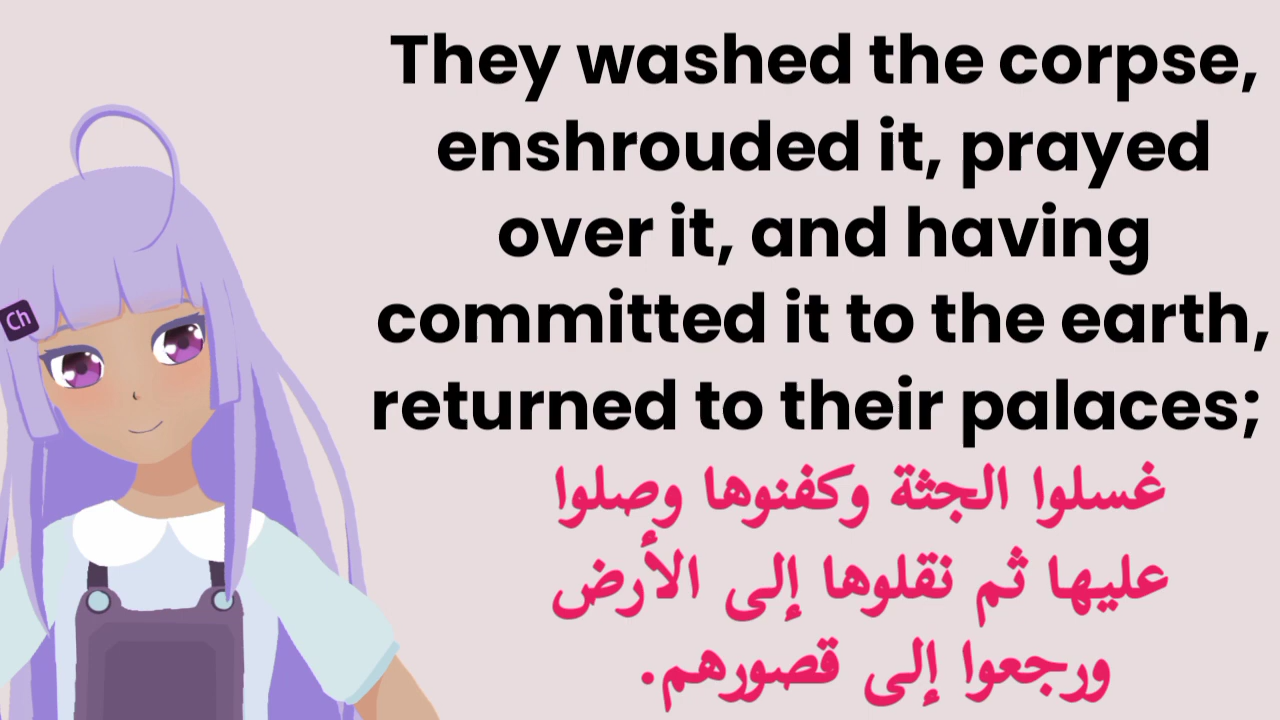 They washed the corpse,
enshrouded it, prayed
over it, and having
committed it to the earth,
returned to their palaces;
غسلوا الجثة وكفنوها وصلوا
عليها ثم نقلوها إلى الأرض
ورجعوا إلى قصورهم.
Ch